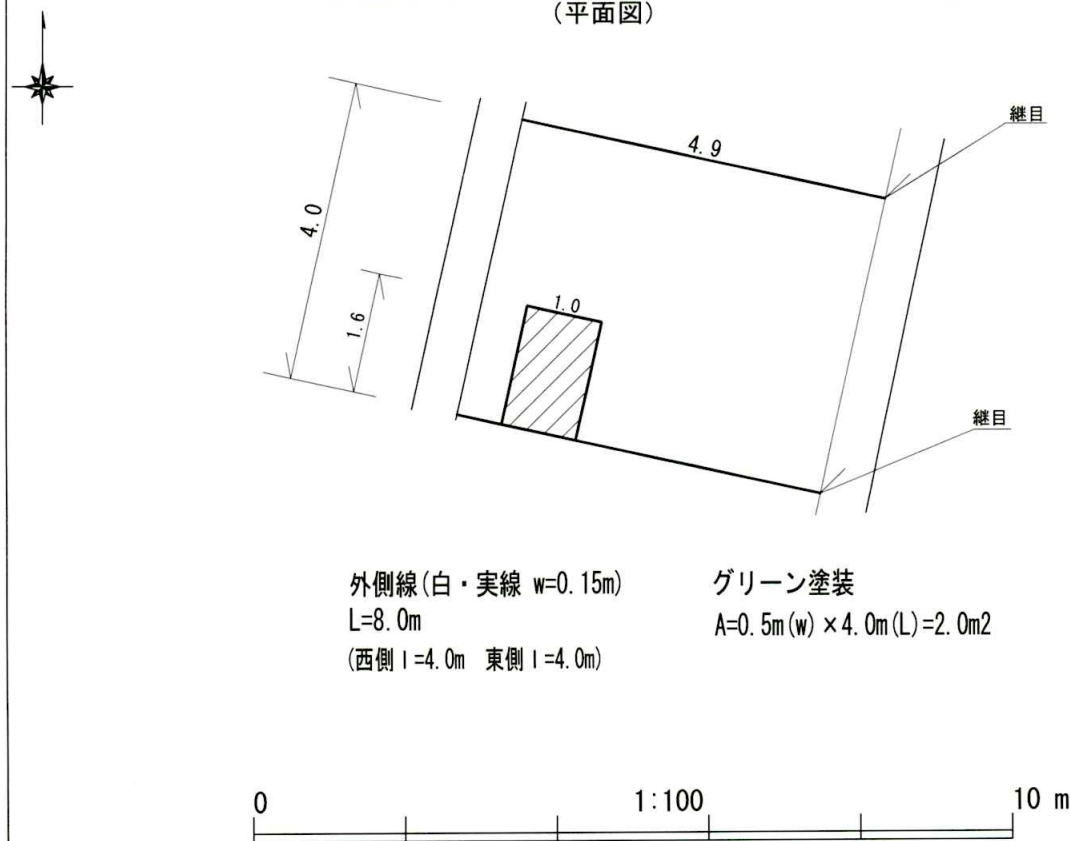 (平面図)
継目
4.9
4.0
1.6
1.0
継目
外側線(白・実線 w=0.15m)
L=8.0m
(西側 l=4.0m 東側 l=4.0m)
グリーン塗装
A=0.5m(w)×4.0m(L)=2.0m2
0
1:100
10 m